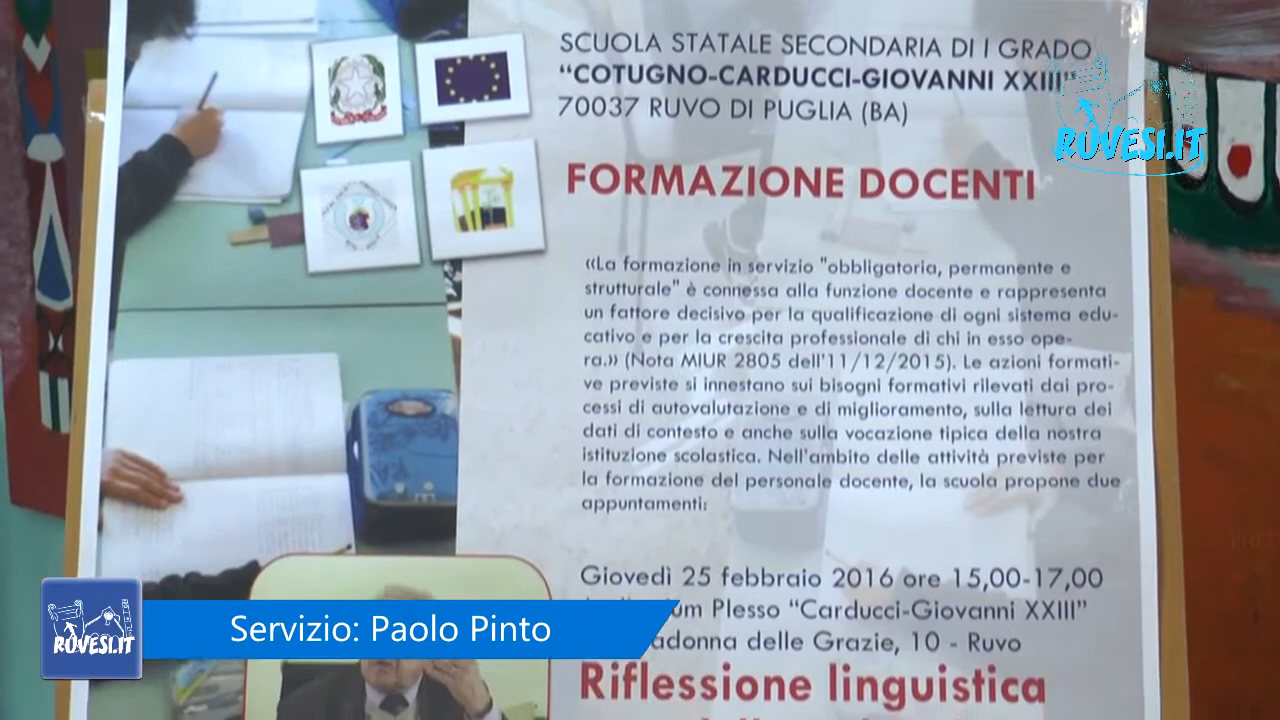 SCUOLA STATALE SECONDARIA DI I GRADO
“COTUGNO-CARDUCCI-GIOVANNI XXIII”
70037 RUVO DI PUGLIA (BA)
RUVESI.IT
FORMAZIONE DOCENTI
«La formazione in servizio "obbligatoria, permanente e
strutturale" è connessa alla funzione docente e rappresenta
un fattore decisivo per la qualificazione di ogni sistema edu-
cativo e per la crescita professionale di chi in esso ope-
ra.» (Nota MIUR 2805 dell'11/12/2015). Le azioni formati-
ve previste si innestano sui bisogni formativi rilevati dai pro-
cessi di autovalutazione e di miglioramento, sulla lettura dei
dati di contesto e anche sulla vocazione tipica della nostra
istituzione scolastica. Nell'ambito delle attività previste per
la formazione del personale docente, la scuola propone due
appuntamenti:
Giovedì 25 febbraio 2016 ore 15,00-17,00
Plesso “Carducci-Giovanni XXIII”
delle Grazie, 10 - Ruvo
Riflessione linguistica
RUVESI.IT
Servizio: Paolo Pinto